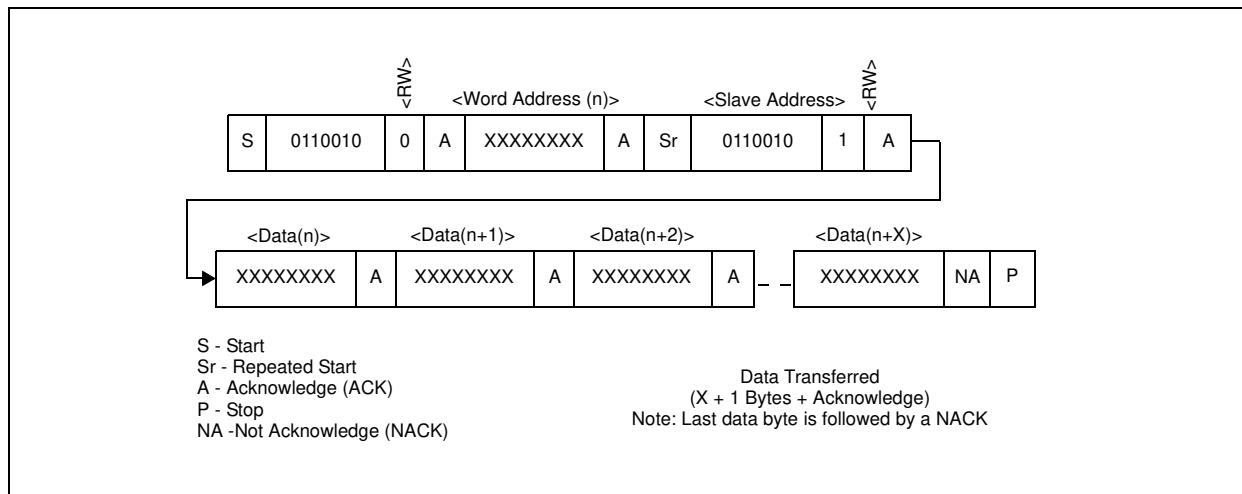 <RW>
<Word Address (n)>
<Slave Address>
<RW>
S 0110010 0 A XXXXXXXX A Sr 0110010 1 A
<Data(n)> <Data(n+1)> <Data(n+2)> <Data(n+X)>
XXXXXXXX A XXXXXXXX A XXXXXXXX A XXXXXXXX NA P
S - Start
Sr - Repeated Start
A - Acknowledge (ACK)
P - Stop
NA -Not Acknowledge (NACK)
Data Transferred
(X + 1 Bytes + Acknowledge)
Note: Last data byte is followed by a NACK